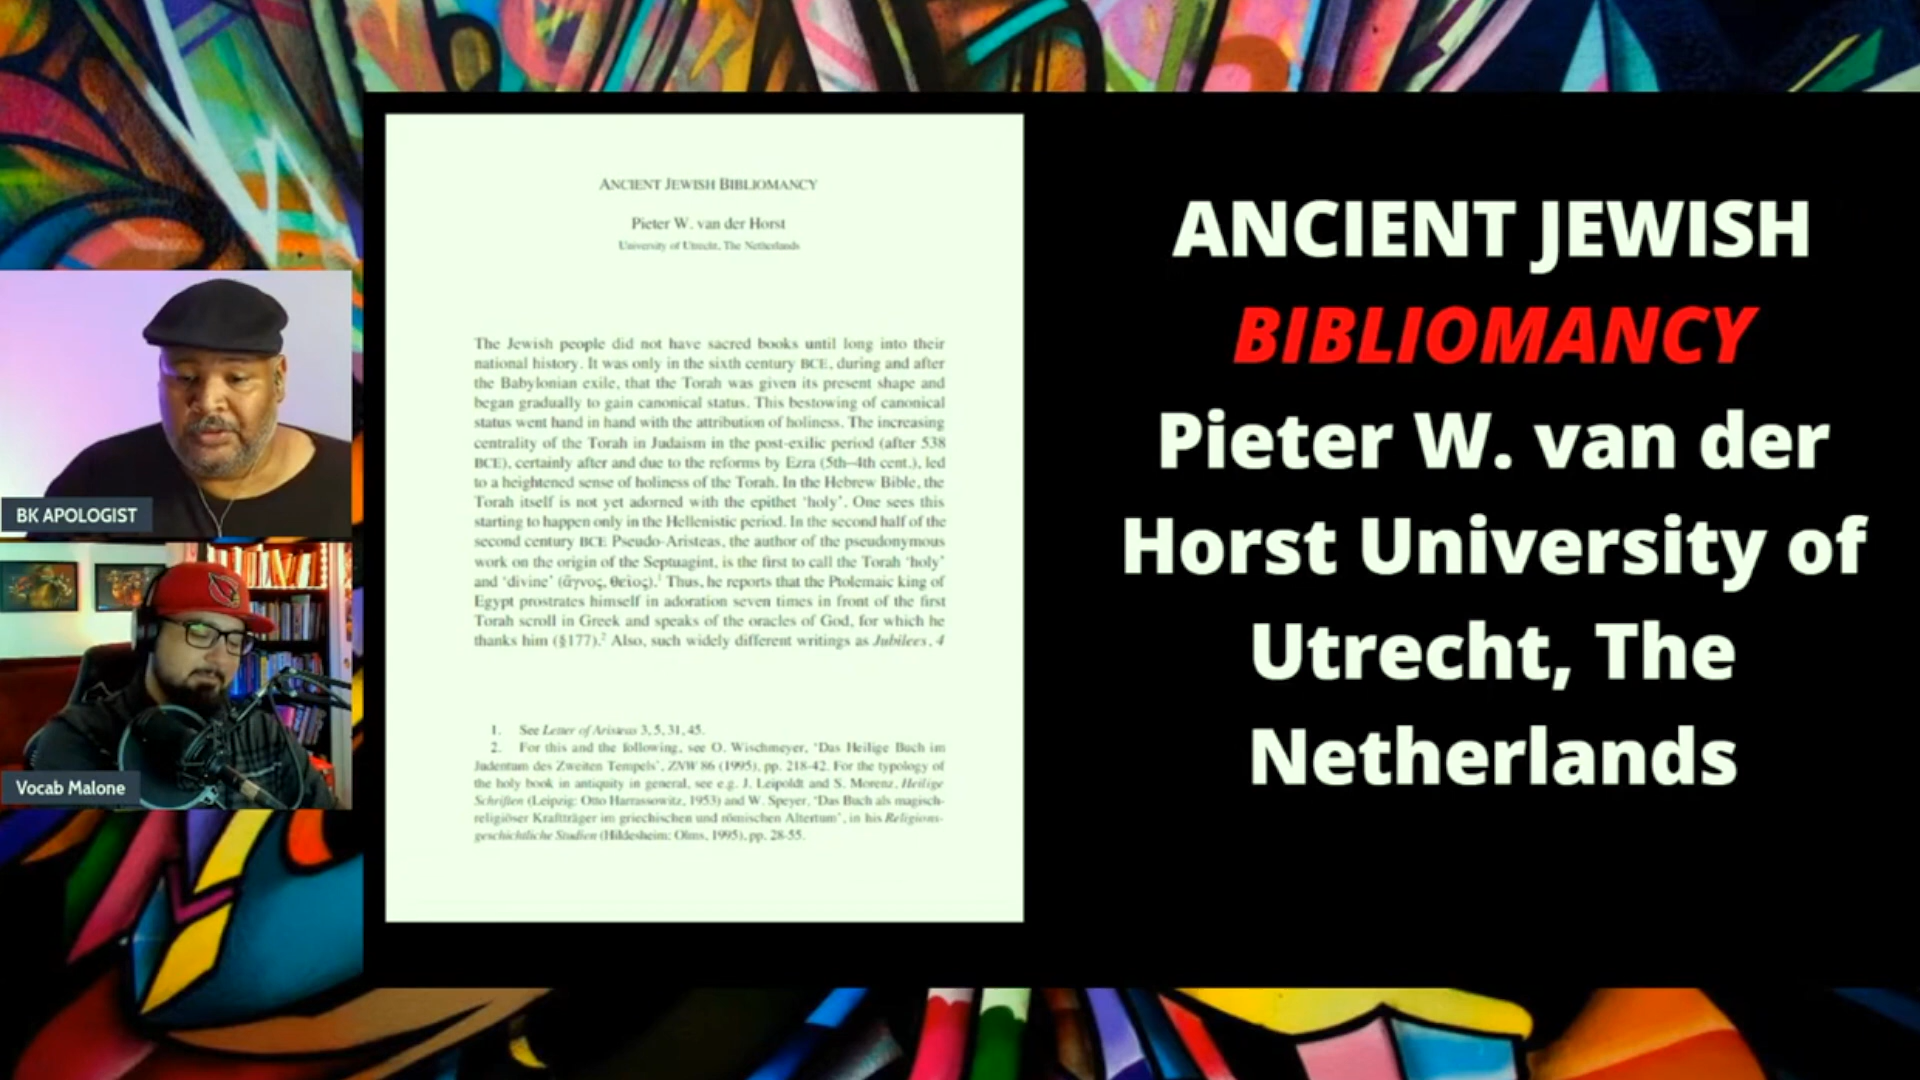 ANCIENT JEWISH BIBLIOMANCY
Pieter W. van der Horst
University of Utrecht, The Netherlands
The Jewish people did not have sacred books until long into their
national history. It was only in the sixth century BCE, during and after
the Babylonian exile, that the Torah was given its present shape and
began gradually to gain canonical status. This bestowing of canonical
status went hand in hand with the attribution of holiness. The increasing
centrality of the Torah in Judaism in the post-exilic period (after 538
BCE), certainly after and due to the reforms by Ezra (5th–4th cent.), led
to a heightened sense of holiness of the Torah. In the Hebrew Bible, the
Torah itself is not yet adorned with the epithet ‘holy’. One sees this
starting to happen only in the Hellenistic period. In the second half of the
second century BCE Pseudo-Aristeas, the author of the pseudonymous
work on the origin of the Septuagint, is the first to call the Torah ‘holy’
and ‘divine’ (ἅγνος, θεῖος).¹ Thus, he reports that the Ptolemaic king of
Egypt prostrates himself in adoration seven times in front of the first
Torah scroll in Greek and speaks of the oracles of God, for which he
thanks him (§177).² Also, such widely different writings as Jubilees, 4
1. See Letter of Aristeas 3, 5, 31, 45.
2. For this and the following, see O. Wischmeyer, ‘Das Heilige Buch im
Judentum des Zweiten Tempels’, ZNW 86 (1995), pp. 218-42. For the typology of
the holy book in antiquity in general, see e.g. J. Leipoldt and S. Morenz, Heilige
Schriften (Leipzig: Otto Harrassowitz, 1953) and W. Speyer, ‘Das Buch als magisch-
religiöser Kraftträger im griechischen und römischen Altertum’, in his Religions-
geschichtliche Studien (Hildesheim: Olms, 1995), pp. 28-55.
ANCIENT JEWISH
BIBLIOMANCY
Pieter W. van der
Horst University of
Utrecht, The
Netherlands
BK APOLOGIST
Vocab Malone